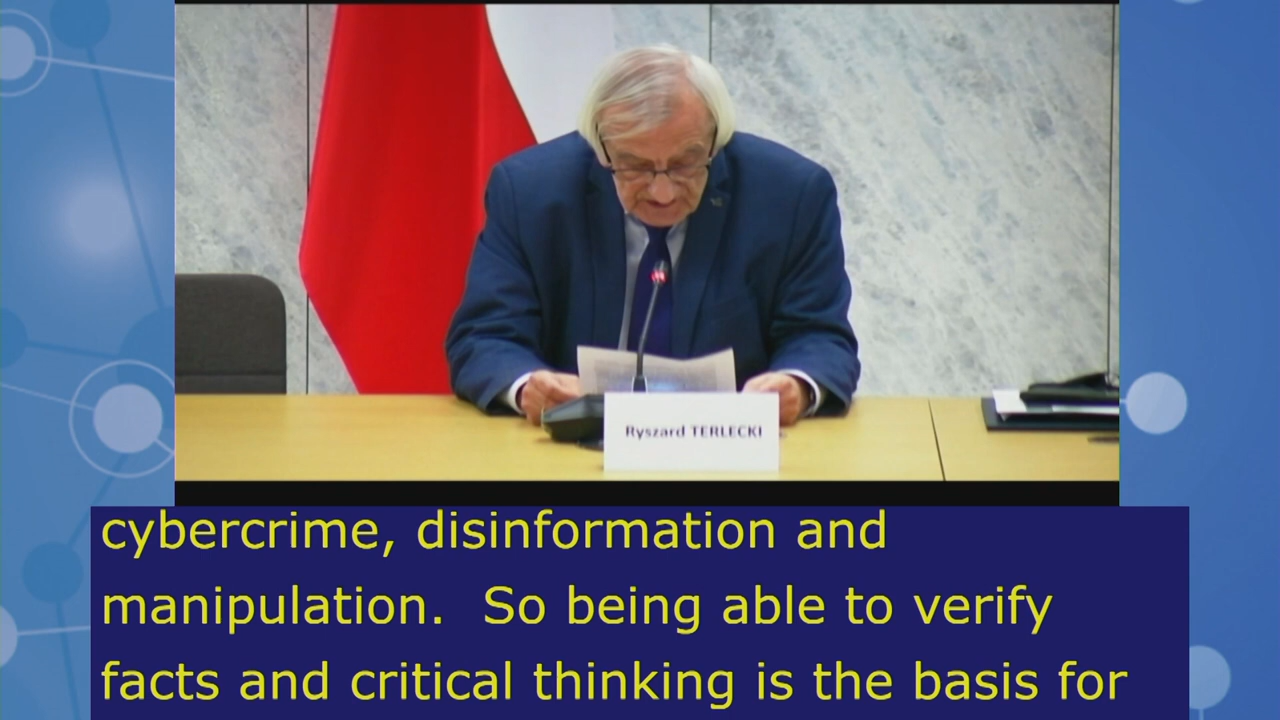 Ryszard TERLECKI
cybercrime, disinformation and
manipulation.  So being able to verify
facts and critical thinking is the basis for